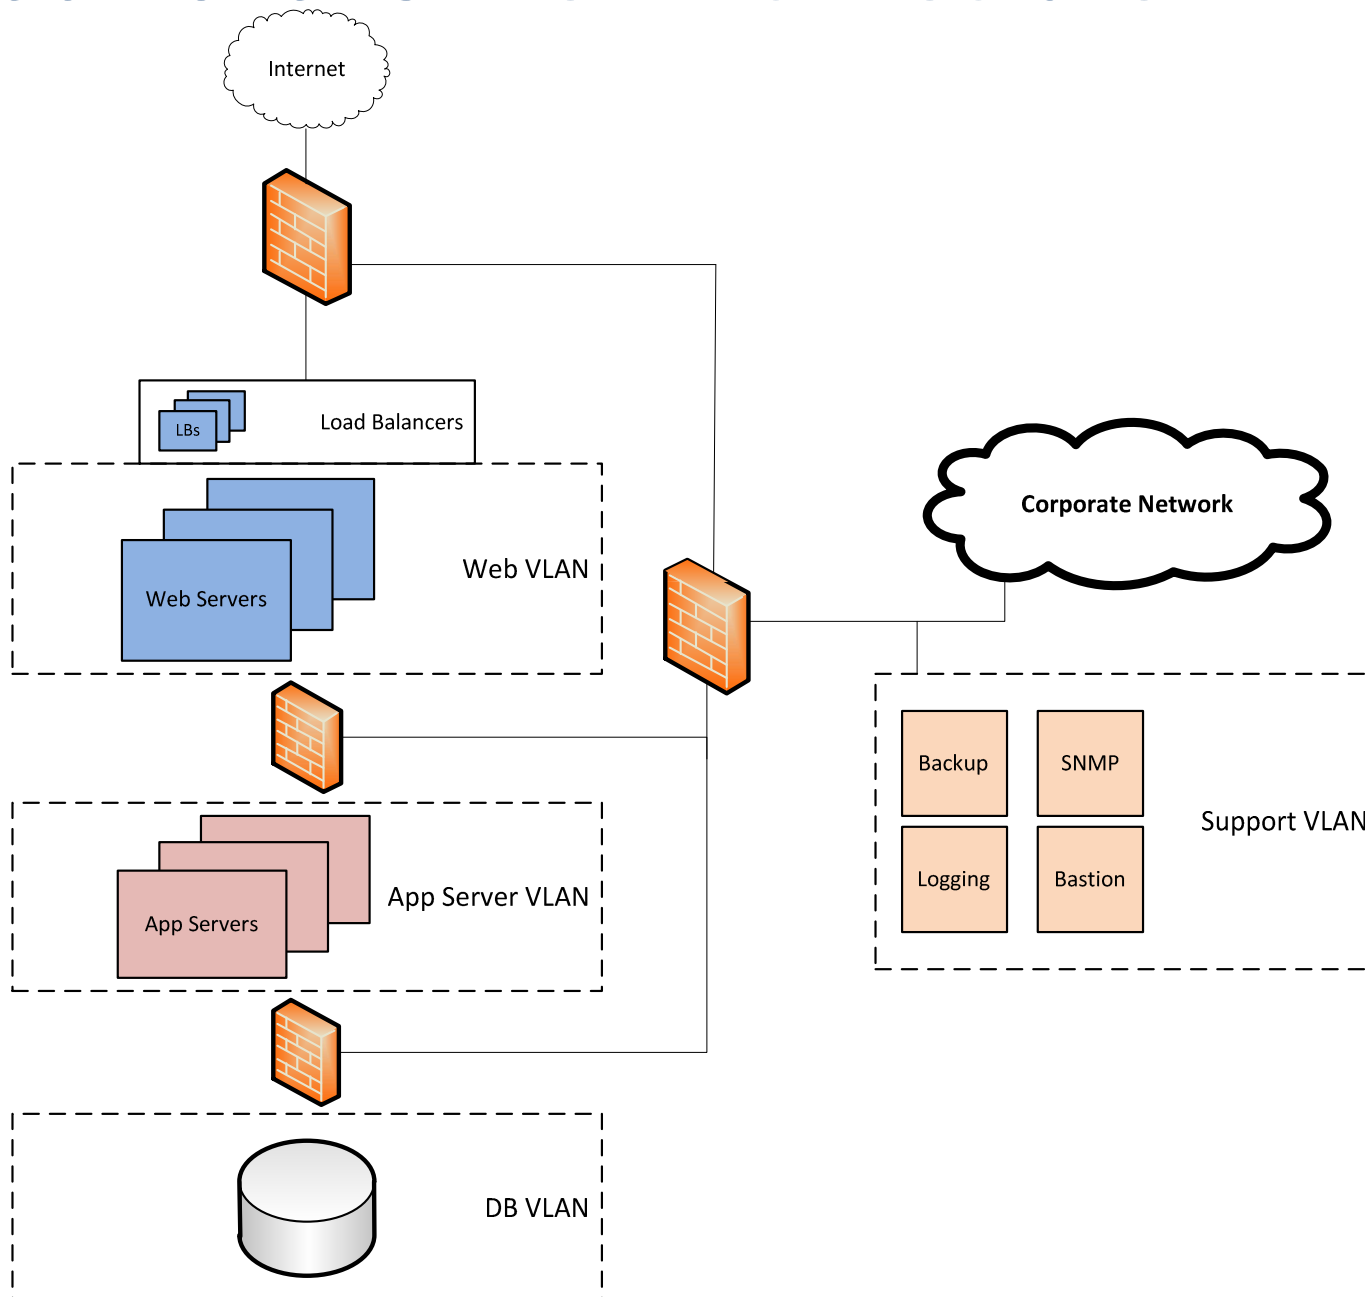 Internet
LBs
Load Balancers
Web Servers
Web VLAN
Corporate Network
Backup
SNMP
Support VLAN
Logging
Bastion
App Servers
App Server VLAN
DB VLAN